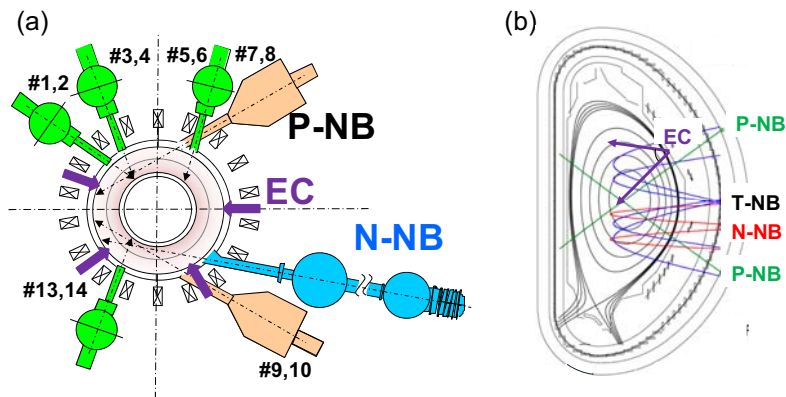 (a)
#1,2
#3,4
#5,6
#7,8
P-NB
EC
N-NB
#13,14
#9,10
(b)
EC
P-NB
T-NB
N-NB
P-NB